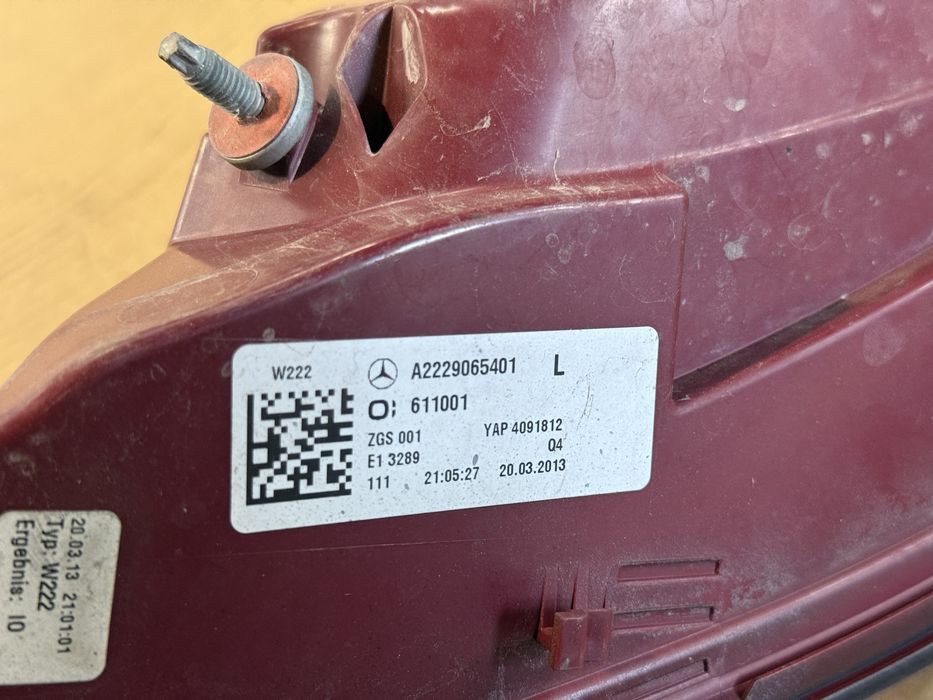 W222
A2229065401 L
O: 611001
ZGS 001 YAP 4091812
E1 3289 Q4
111 21:05:27 20.03.2013
20.03.13 21:01:01
Typ: W222
Ergebnis: IO